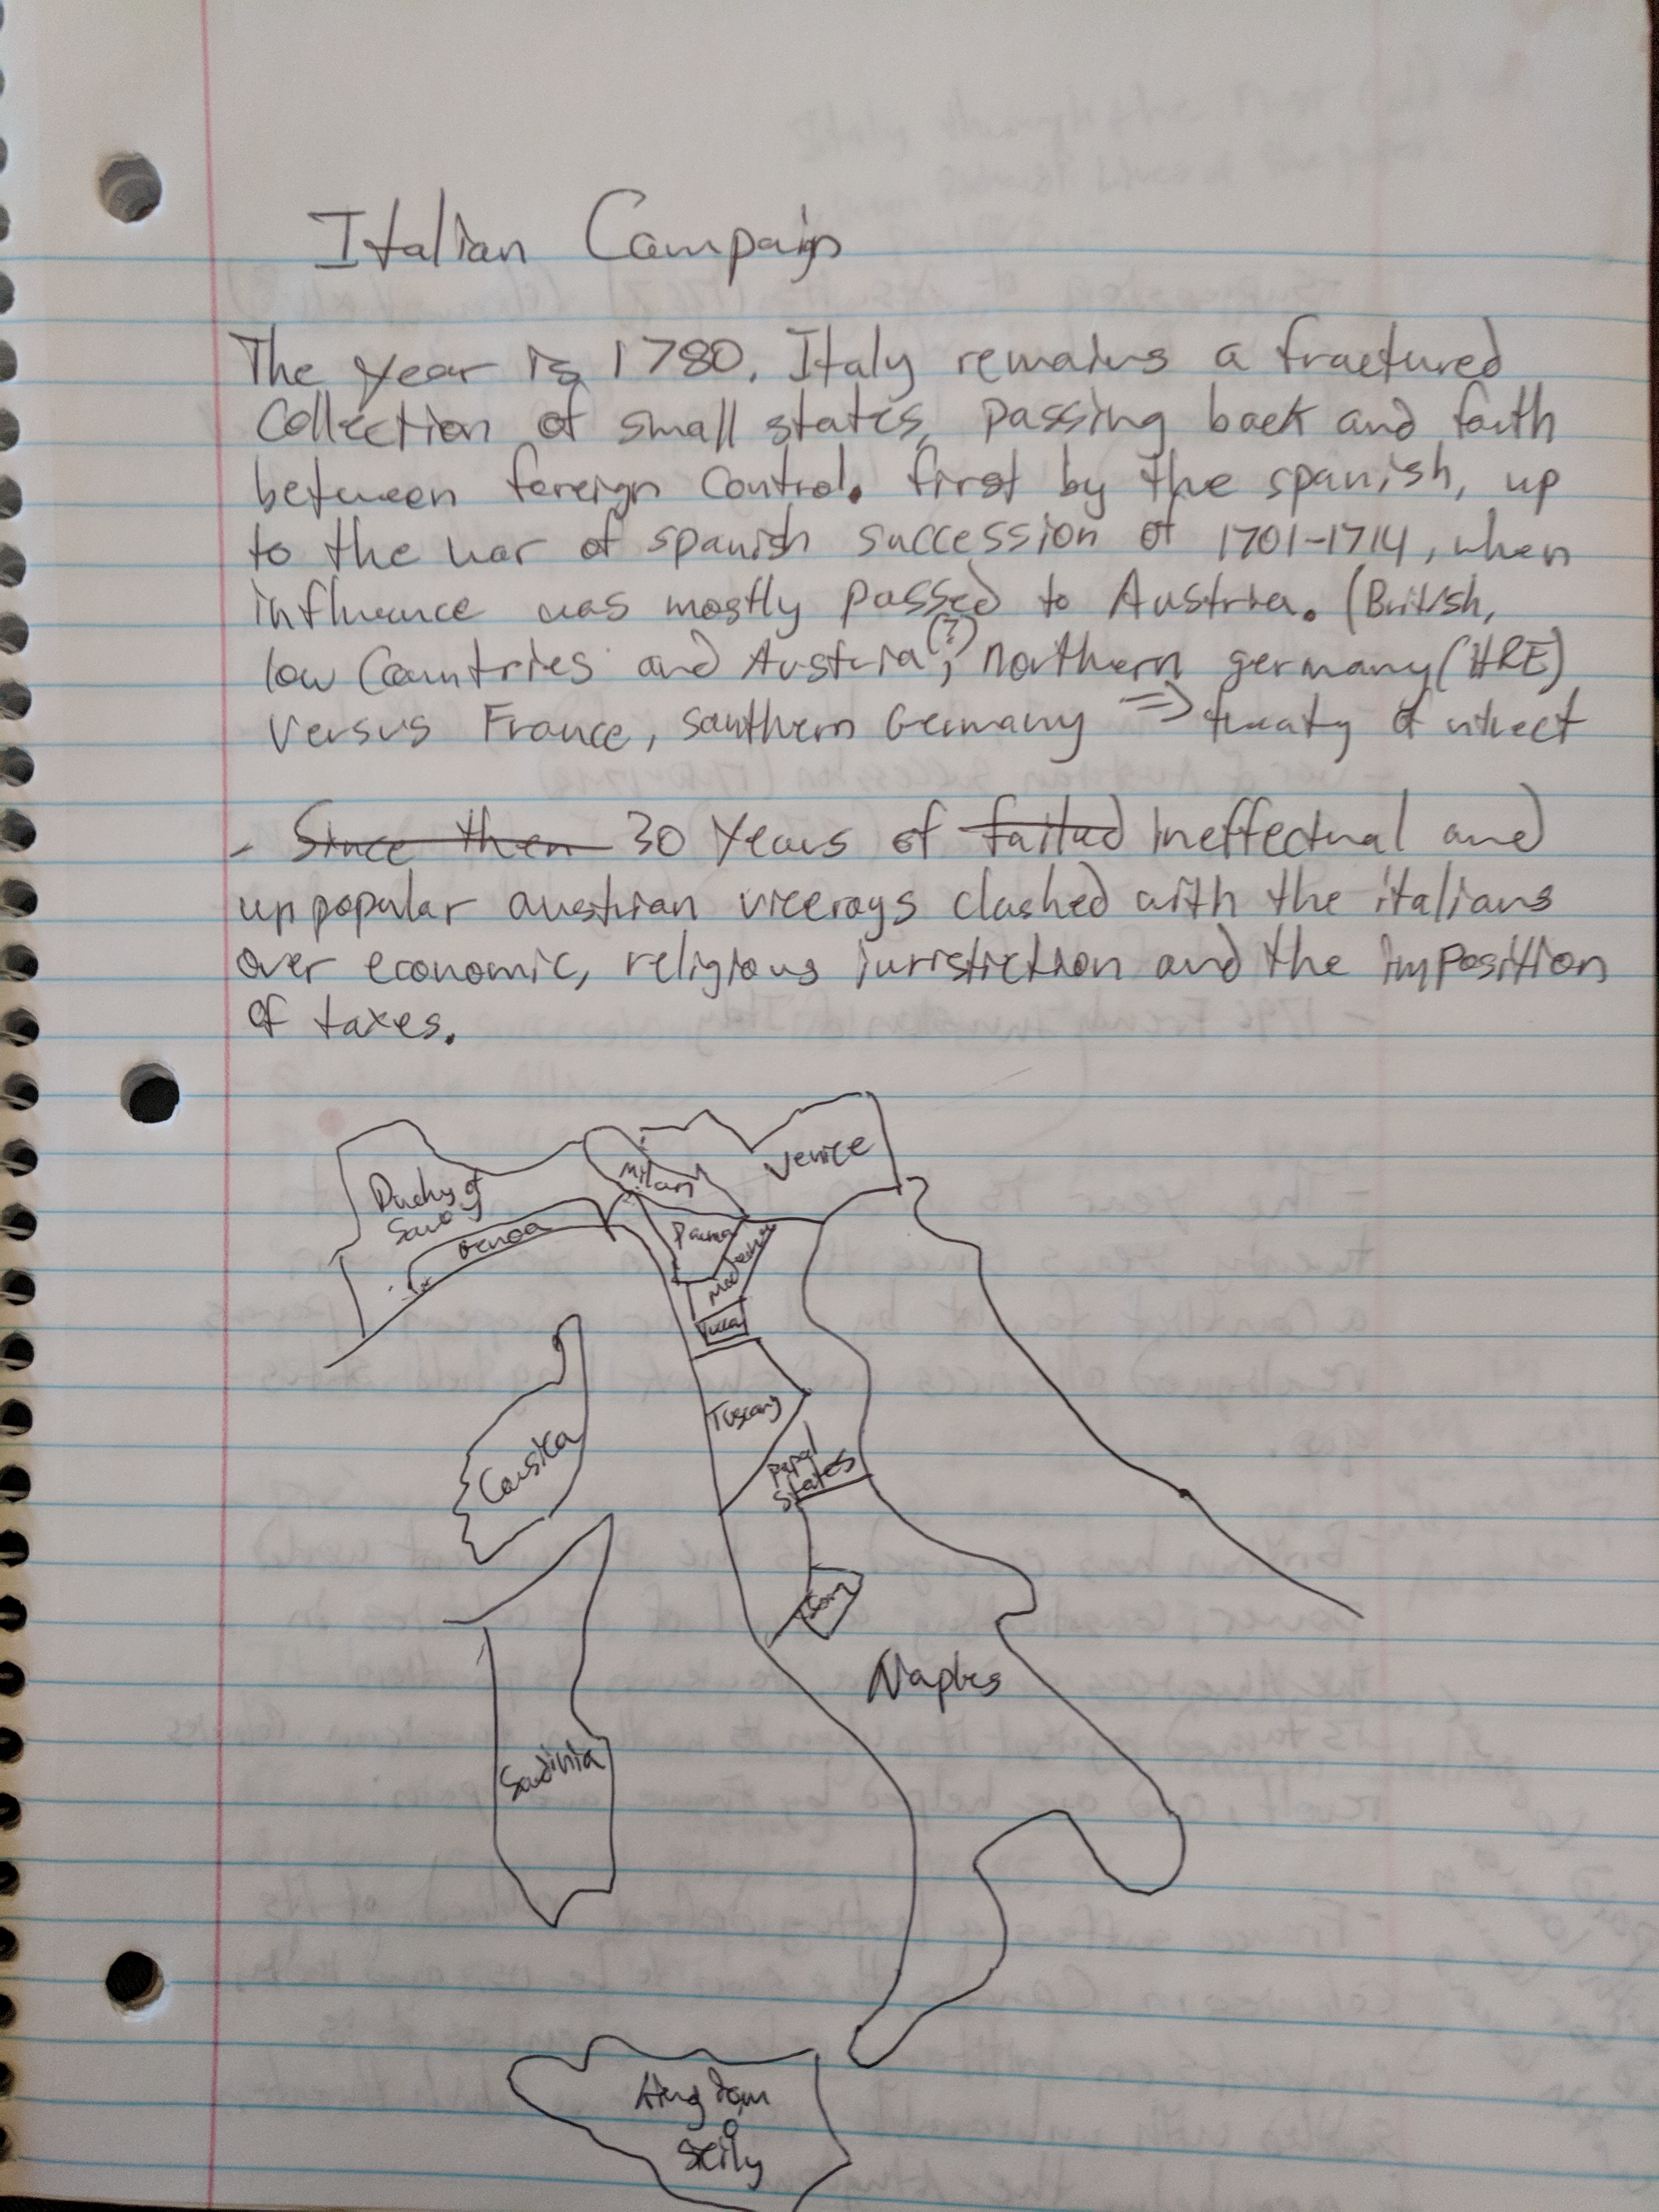 Italian Campaign
The year is 1780. Italy remains a fractured
Collection of small states, passing back and forth
between foreign control. first by the spanish, up
to the war of spanish succession of 1701-1714, when
influence was mostly passed to Austria. (British,
low Countries and Austria(?), northern germany (HRE)
versus France, southern Germany => treaty of utrect
- Since then 30 years of failed ineffectual and
unpopular austrian viceroys clashed with the italians
over economic, religious juristiction and the imposition
of taxes.
Venice
Milan
Duchy of
Savoy
Genoa
Parma
Modena
Lucca
Tuscany
Corsica
Papal
States
Naples
Sardinia
Kingdom
o
Sicily